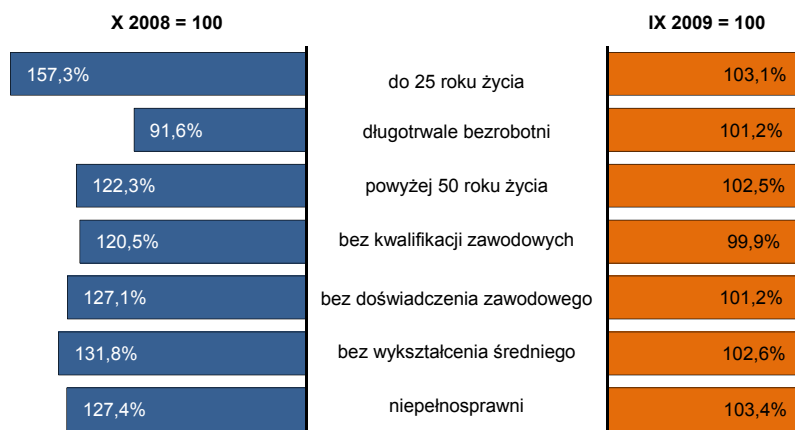 X 2008 = 100 IX 2009 = 100
157,3% do 25 roku życia 103,1%
91,6% długotrwale bezrobotni 101,2%
122,3% powyżej 50 roku życia 102,5%
120,5% bez kwalifikacji zawodowych 99,9%
127,1% bez doświadczenia zawodowego 101,2%
131,8% bez wykształcenia średniego 102,6%
127,4% niepełnosprawni 103,4%